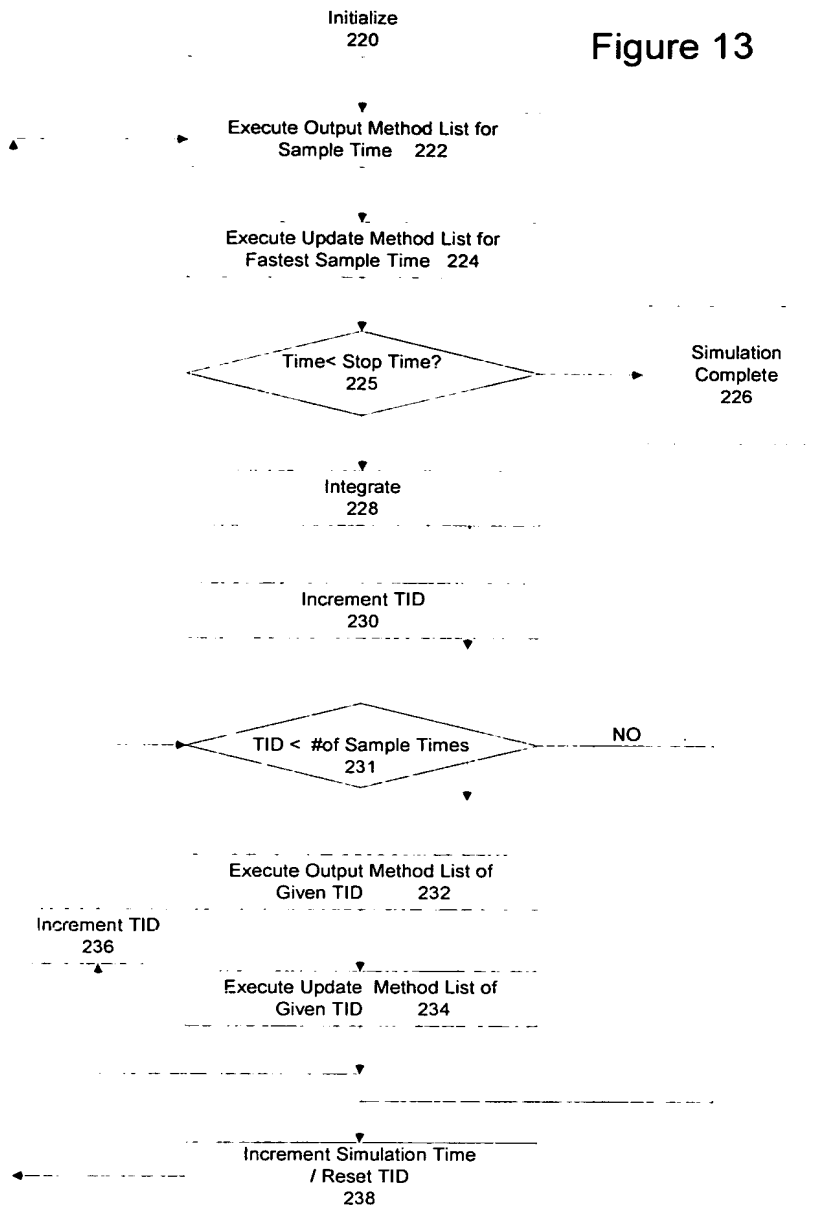 Figure 13
Initialize
220
Execute Output Method List for
Sample Time 222
Execute Update Method List for
Fastest Sample Time 224
Time< Stop Time?
225
Simulation
Complete
226
Integrate
228
Increment TID
230
TID < #of Sample Times
231
NO
Execute Output Method List of
Given TID 232
Increment TID
236
Execute Update Method List of
Given TID 234
Increment Simulation Time
/ Reset TID
238